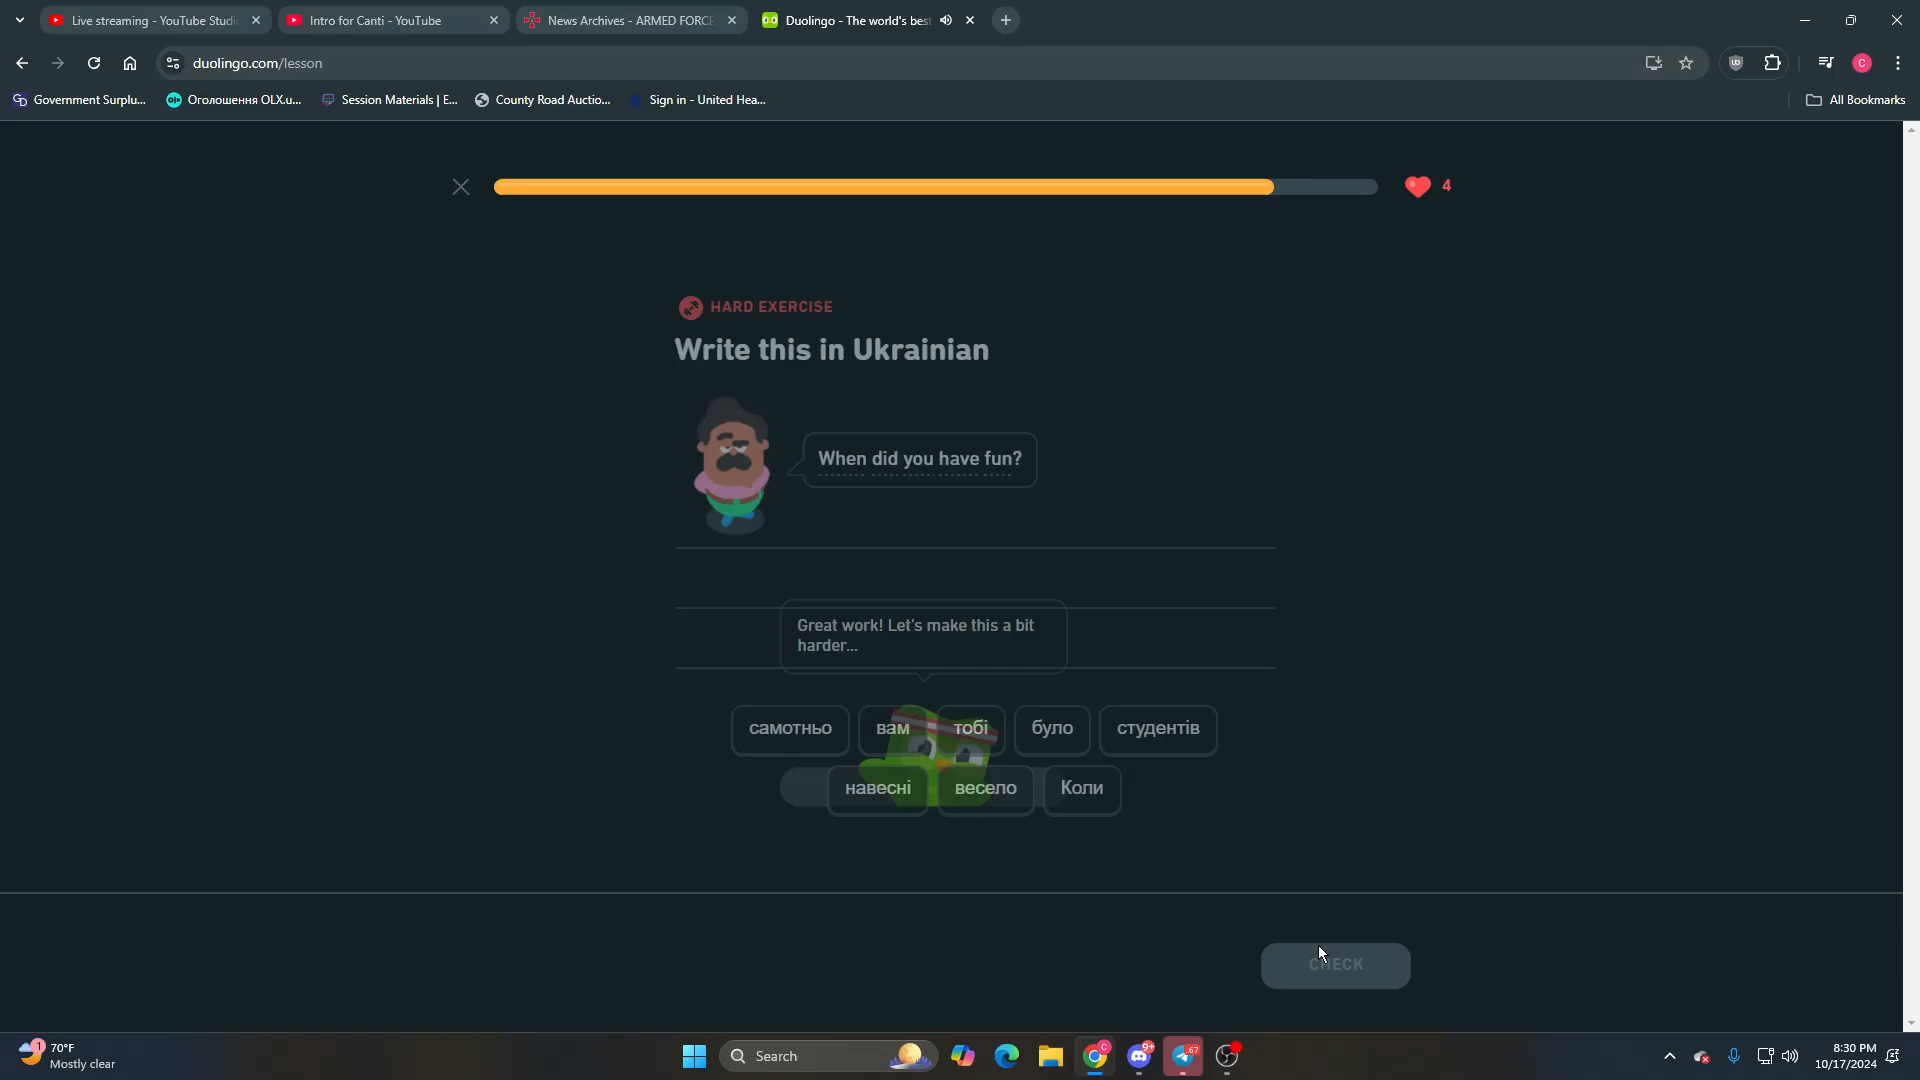 Live streaming - YouTube Studi
Intro for Canti - YouTube
News Archives - ARMED FORCE
Duolingo - The world's best
duolingo.com/lesson
C
Government Surplu...
Оголошення OLX.u...
Session Materials | E...
County Road Auctio...
Sign in - United Hea...
All Bookmarks
4
HARD EXERCISE
Write this in Ukrainian
When did you have fun?
Great work! Let's make this a bit
harder...
самотньо
вам
тобі
було
студентів
навесні
весело
Коли
CHECK
1
70°F
Mostly clear
Search
C
9+
67
8:30 PM
10/17/2024